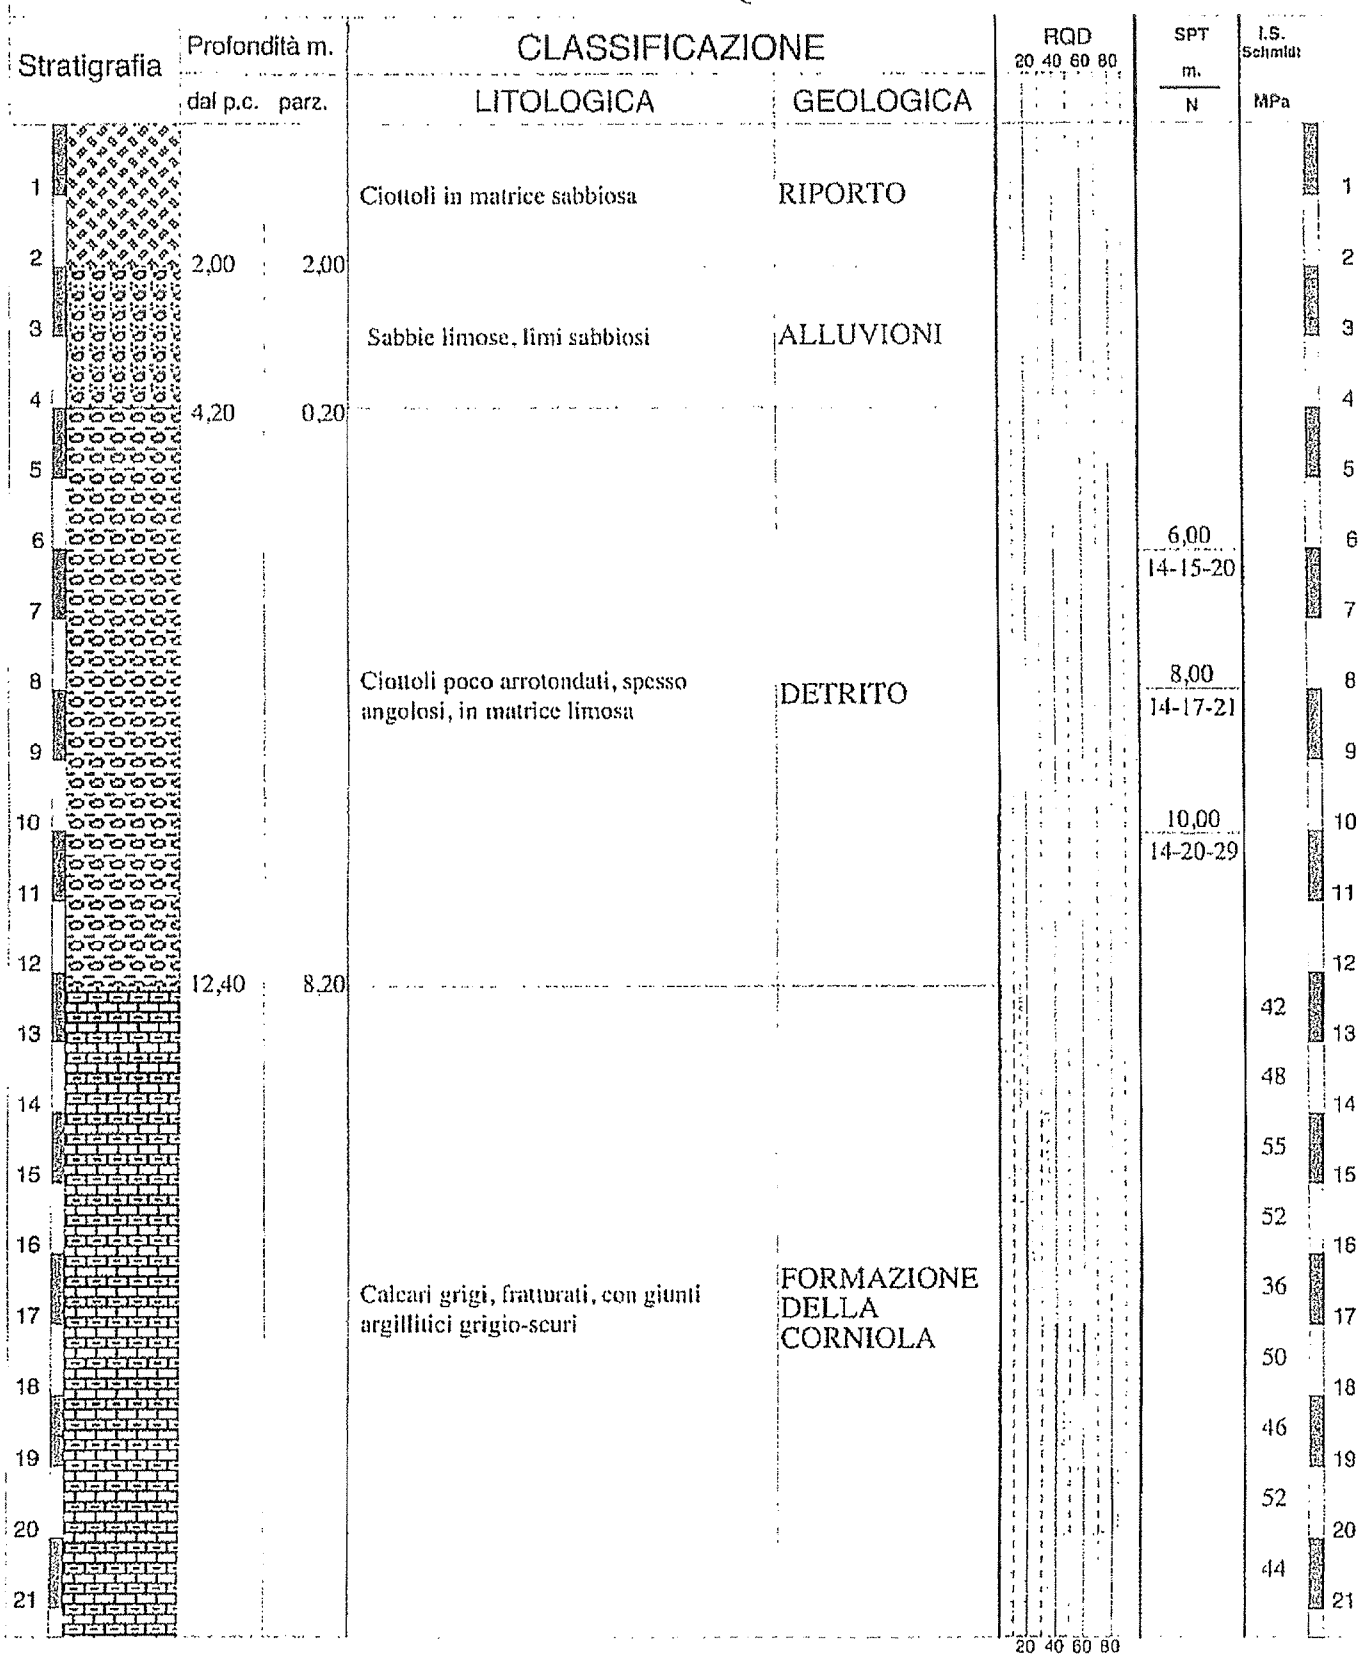 Stratigrafia
Profondità m.
CLASSIFICAZIONE
RQD
SPT
I.S.
Schmidt
20 40 60 80
m.
dal p.c. parz.
LITOLOGICA
GEOLOGICA
N
MPa
1
Ciottoli in matrice sabbiosa
RIPORTO
1
2
2,00
2,00
2
3
Sabbie limose, limi sabbiosi
ALLUVIONI
3
4
4,20
0,20
4
5
5
6
6,00
6
14-15-20
7
7
8
Ciottoli poco arrotondati, spesso
angolosi, in matrice limosa
DETRITO
8,00
14-17-21
8
9
9
10
10,00
10
14-20-29
11
11
12
12
12,40
8,20
42
13
13
48
14
14
55
15
15
52
16
16
Calcari grigi, fratturati, con giunti
argillitici grigio-scuri
FORMAZIONE
DELLA
CORNIOLA
36
17
17
50
18
18
46
19
19
52
20
20
44
21
21
20 40 60 80